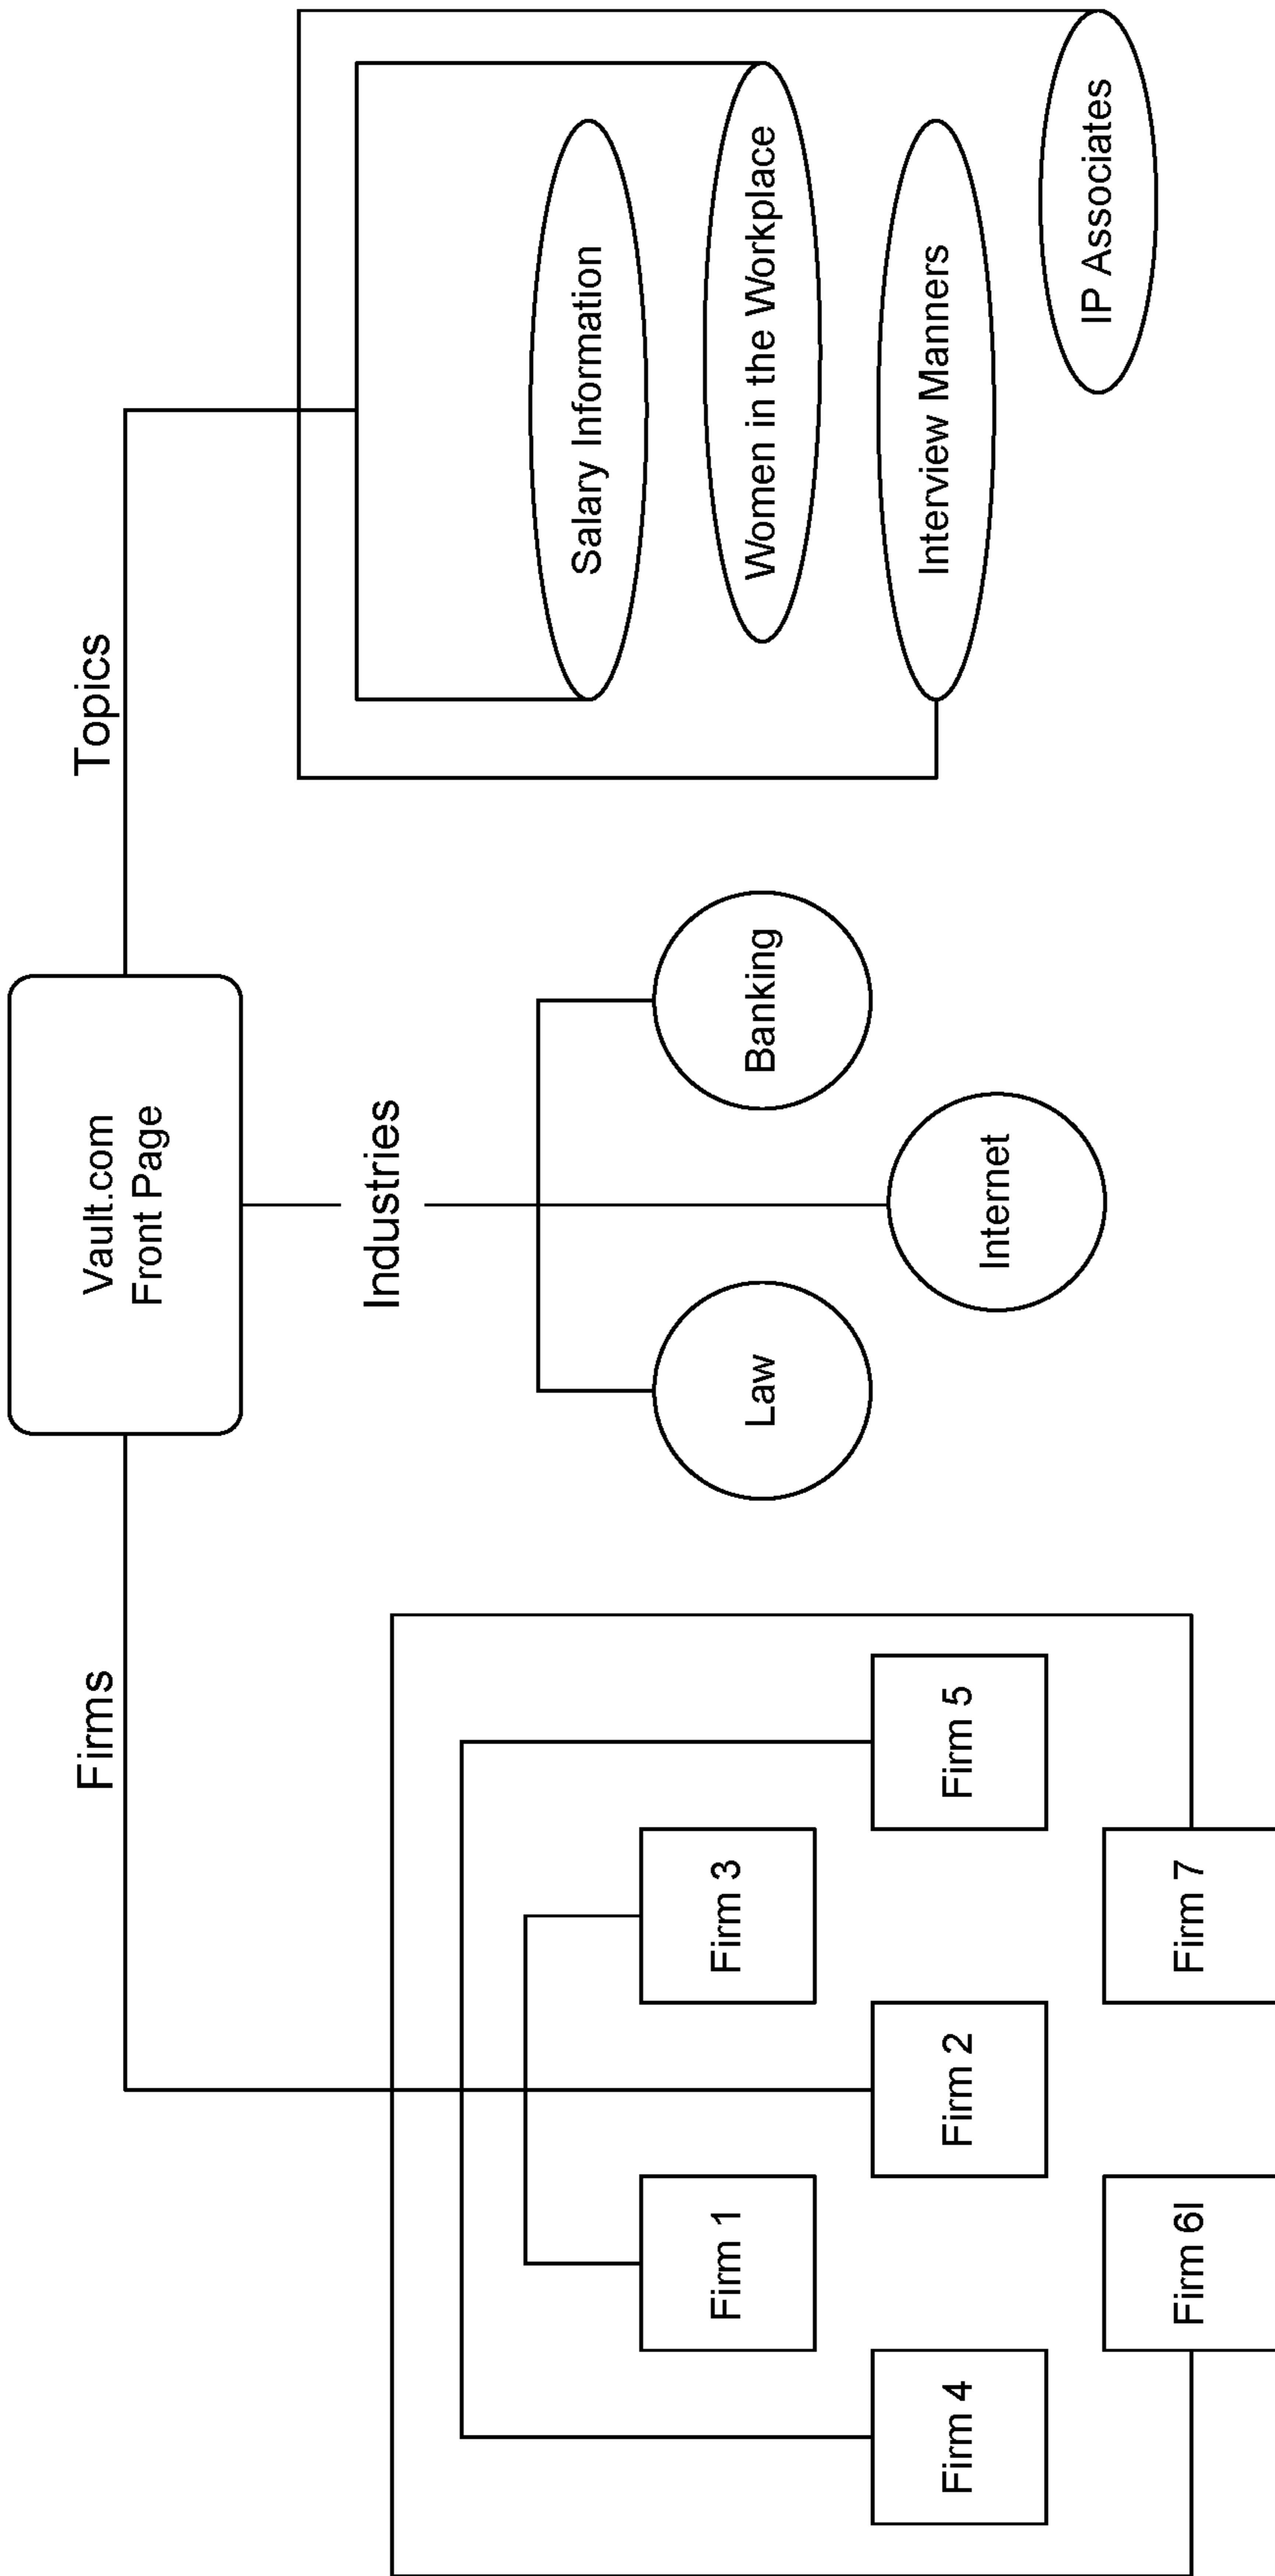 Vault.com
Front Page
Firms
Industries
Topics
Firm 1
Firm 3
Firm 4
Firm 2
Firm 5
Firm 6l
Firm 7
Law
Banking
Internet
Salary Information
Women in the Workplace
Interview Manners
IP Associates